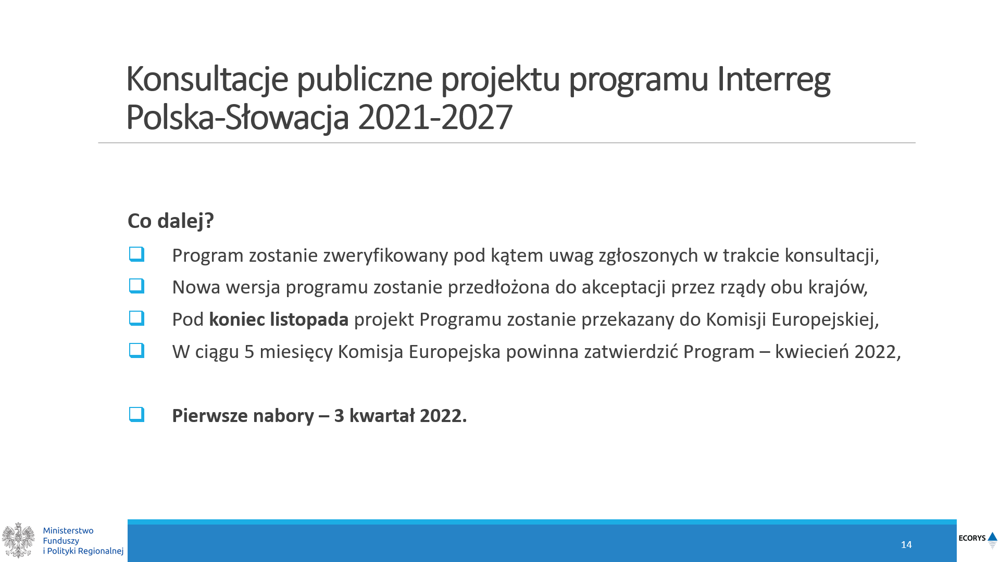 Konsultacje publiczne projektu programu Interreg
Polska-Słowacja 2021-2027
Co dalej?
Program zostanie zweryfikowany pod kątem uwag zgłoszonych w trakcie konsultacji,
Nowa wersja programu zostanie przedłożona do akceptacji przez rządy obu krajów,
Pod koniec listopada projekt Programu zostanie przekazany do Komisji Europejskiej,
W ciągu 5 miesięcy Komisja Europejska powinna zatwierdzić Program – kwiecień 2022,
Pierwsze nabory – 3 kwartał 2022.
Ministerstwo
Funduszy
i Polityki Regionalnej
14
ECORYS